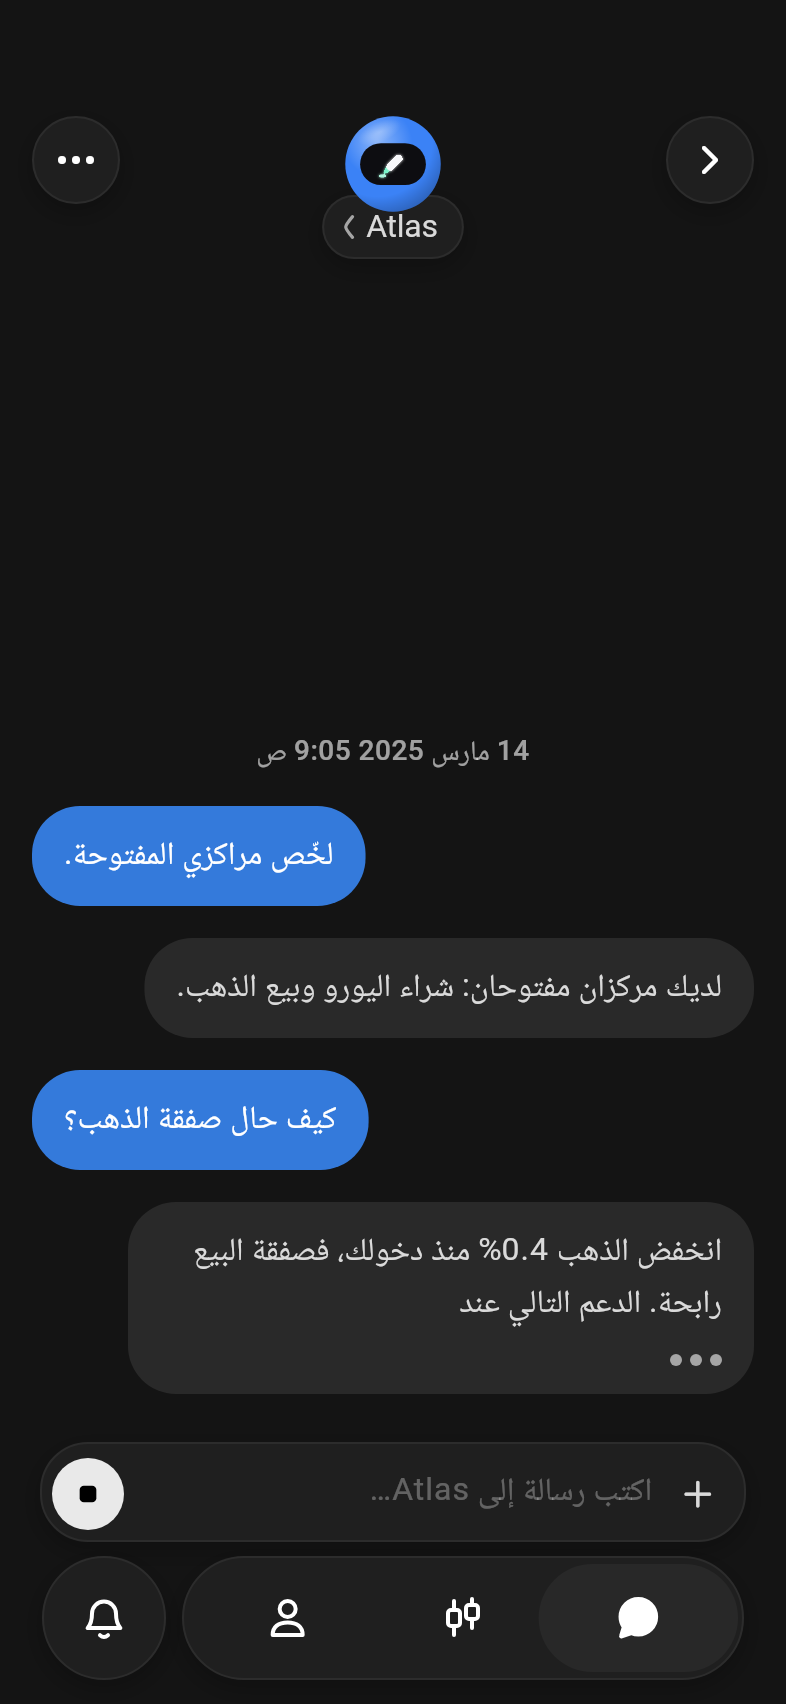 Atlas
14 مارس 2025 9:05 ص
لخّص مراكزي المفتوحة.
لديك مركزان مفتوحان: شراء اليورو وبيع الذهب.
كيف حال صفقة الذهب؟
انخفض الذهب 0.4% منذ دخولك، فصفقة البيع
رابحة. الدعم التالي عند
اكتب رسالة إلى Atlas...